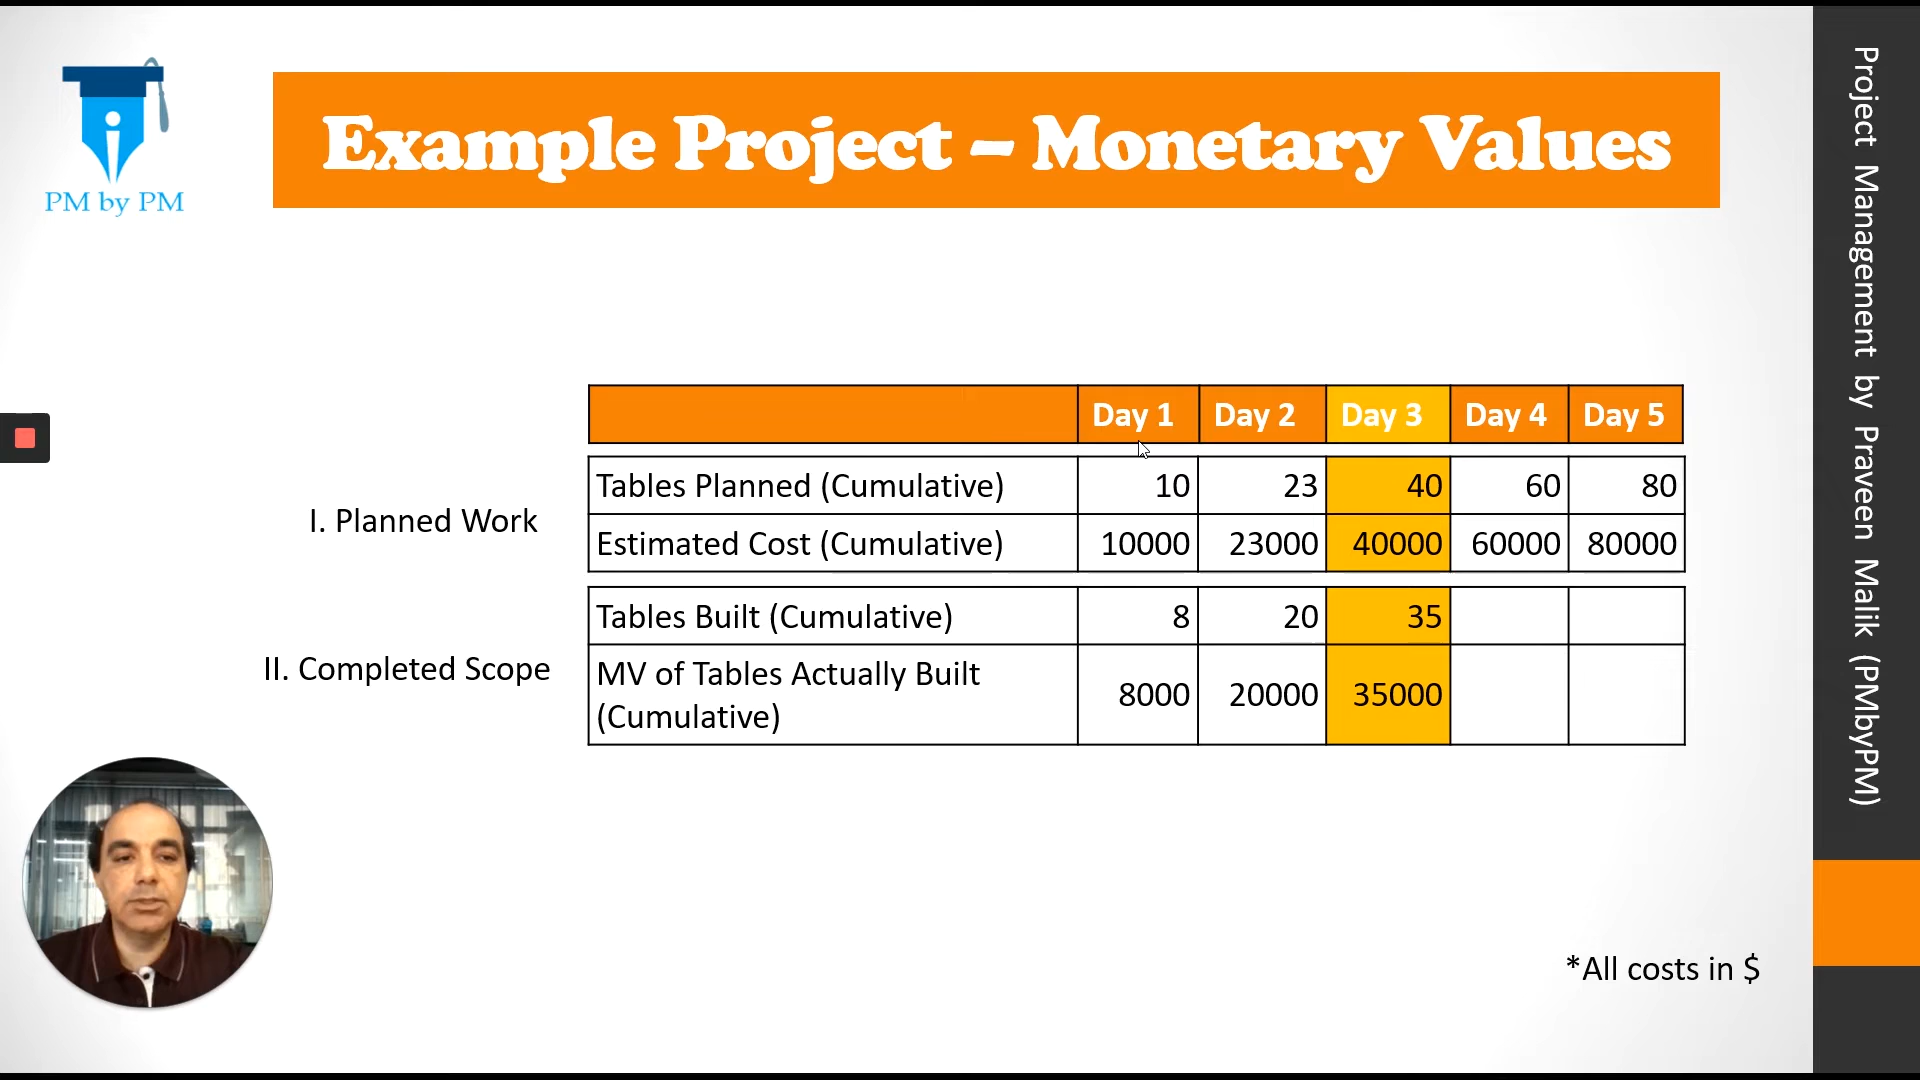 PM by PM
Example Project – Monetary Values
Project Management by Praveen Malik (PMbyPM)
Day 1 Day 2 Day 3 Day 4 Day 5
I. Planned Work
Tables Planned (Cumulative) 10 23 40 60 80
Estimated Cost (Cumulative) 10000 23000 40000 60000 80000
II. Completed Scope
Tables Built (Cumulative) 8 20 35
MV of Tables Actually Built
(Cumulative) 8000 20000 35000
*All costs in $